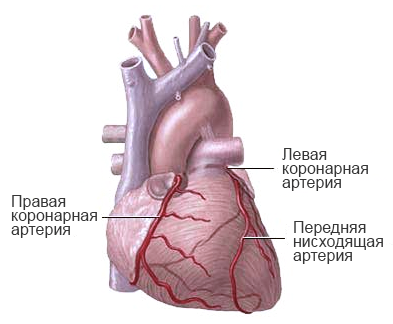 Левая
коронарная
артерия
Правая
коронарная
артерия
Передняя
нисходящая
артерия